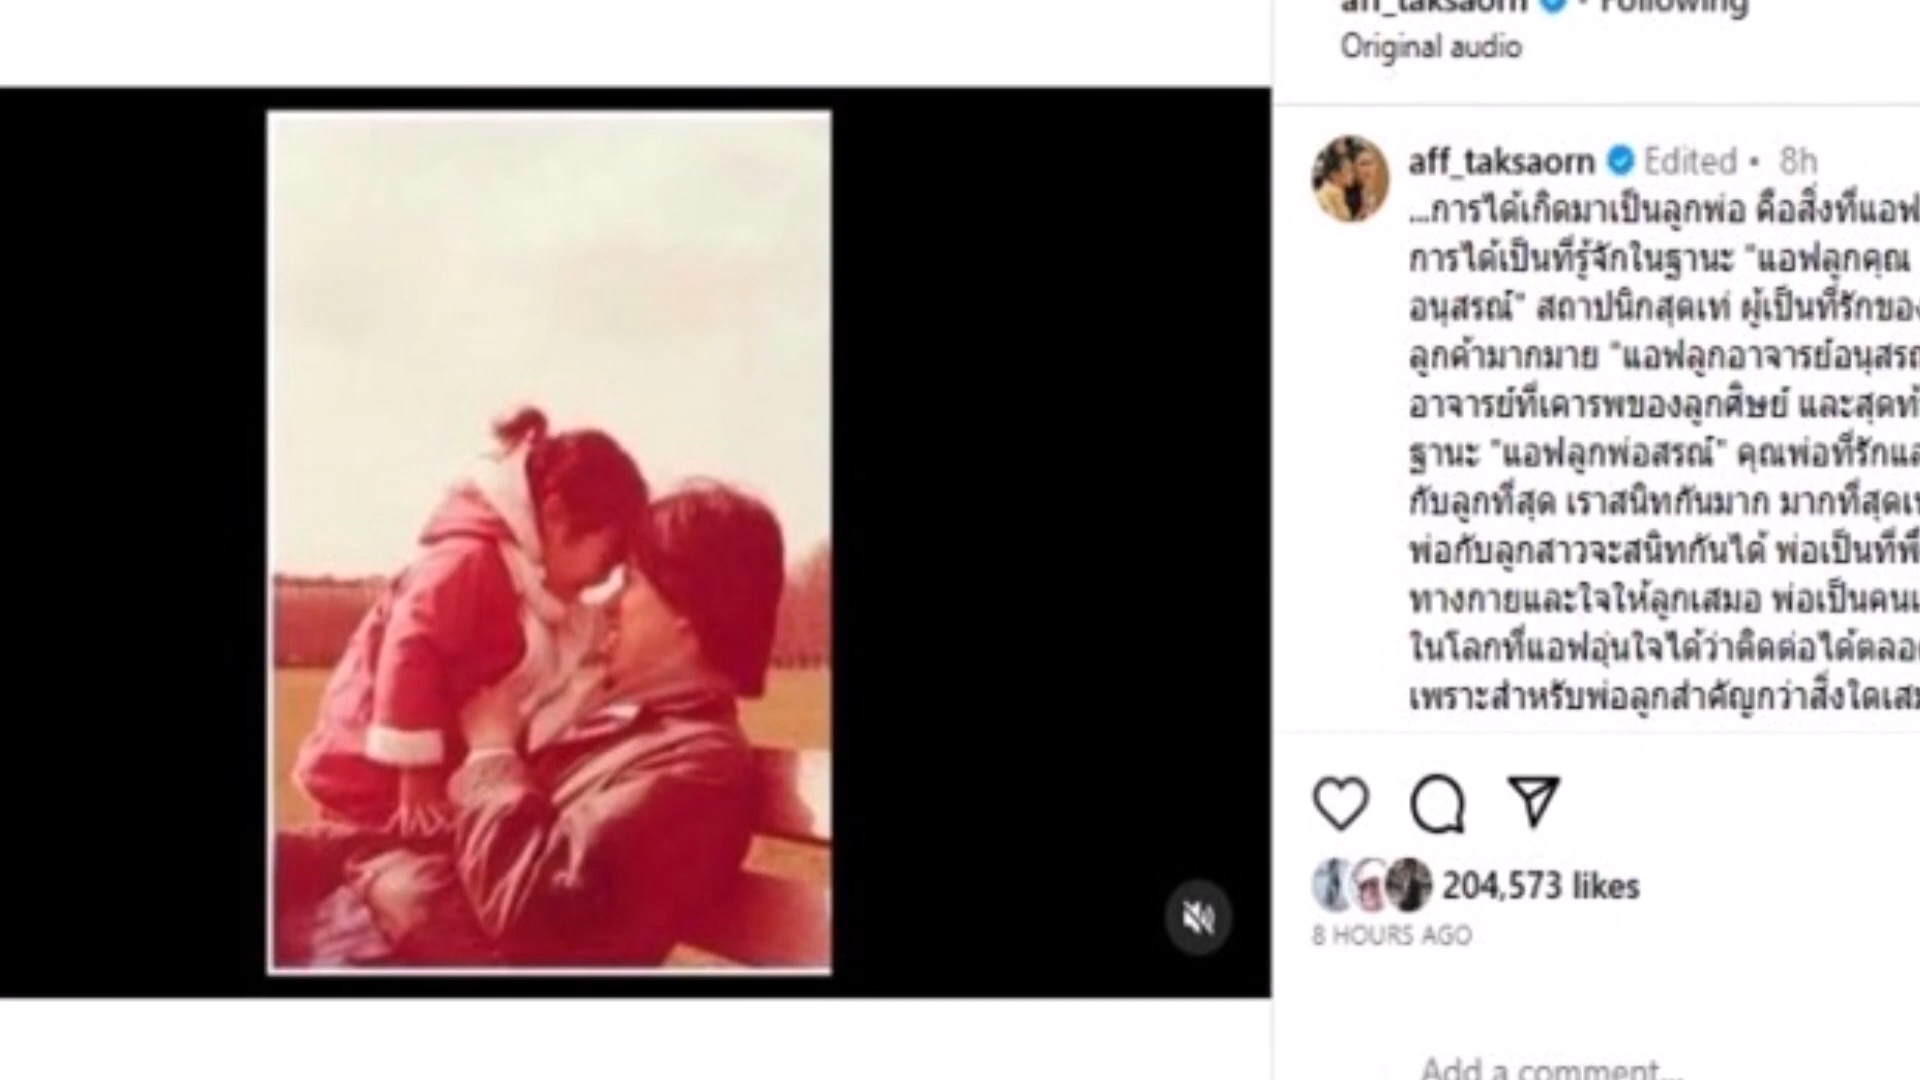 aff_taksaorn • Following
Original audio
aff_taksaorn Edited • 8h
...การได้เกิดมาเป็นลูกพ่อ คือสิ่งที่แอฟ
การได้เป็นที่รู้จักในฐานะ "แอฟลูกคุณ
อนุสรณ์" สถาปนิกสุดเท่ ผู้เป็นที่รักของ
ลูกค้ามากมาย "แอฟลูกอาจารย์อนุสรณ
อาจารย์ที่เคารพของลูกศิษย์ และสุดท้
ฐานะ "แอฟลูกพ่อสรณ์" คุณพ่อที่รักแล
กับลูกที่สุด เราสนิทกันมาก มากที่สุดเท
พ่อกับลูกสาวจะสนิทกันได้ พ่อเป็นที่พึ
ทางกายและใจให้ลูกเสมอ พ่อเป็นคนเ
ในโลกที่แอฟอุ่นใจได้ว่าติดต่อได้ตลอด
เพราะสำหรับพ่อลูกสำคัญกว่าสิ่งใดเสม
204,573 likes
8 HOURS AGO
Add a comment...